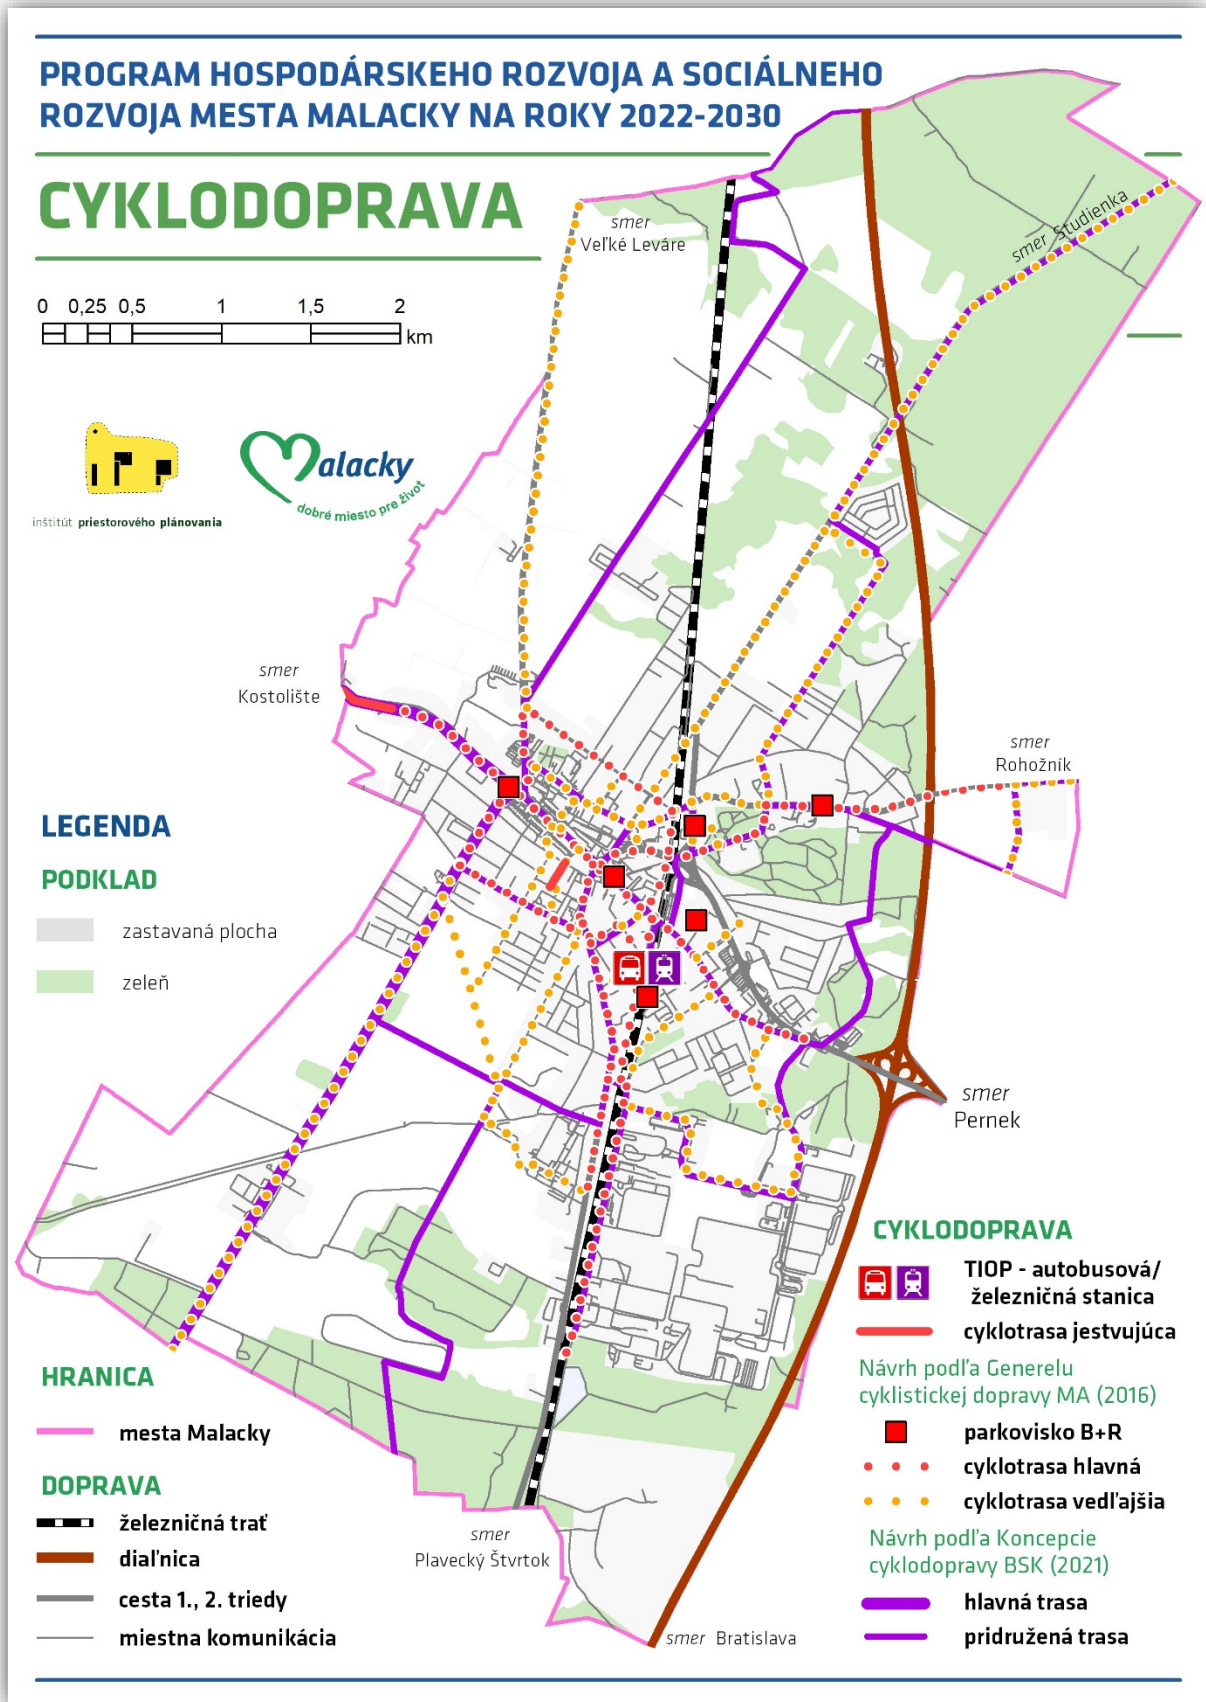 PROGRAM HOSPODÁRSKEHO ROZVOJA A SOCIÁLNEHO
ROZVOJA MESTA MALACKY NA ROKY 2022-2030
CYKLODOPRAVA
0 0,25 0,5 1 1,5 2
km
inštitút priestorového plánovania
Malacky
dobré miesto pre život
smer
Veľké Leváre
smer Studienka
smer
Kostolište
smer
Rohožník
smer
Pernek
smer
Plavecký Štvrtok
smer Bratislava
LEGENDA
PODKLAD
zastavaná plocha
zeleň
HRANICA
mesta Malacky
DOPRAVA
železničná trať
diaľnica
cesta 1., 2. triedy
miestna komunikácia
CYKLODOPRAVA
TIOP - autobusová/
železničná stanica
cyklotrasa jestvujúca
Návrh podľa Generelu
cyklistickej dopravy MA (2016)
parkovisko B+R
cyklotrasa hlavná
cyklotrasa vedľajšia
Návrh podľa Koncepcie
cyklodopravy BSK (2021)
hlavná trasa
pridružená trasa